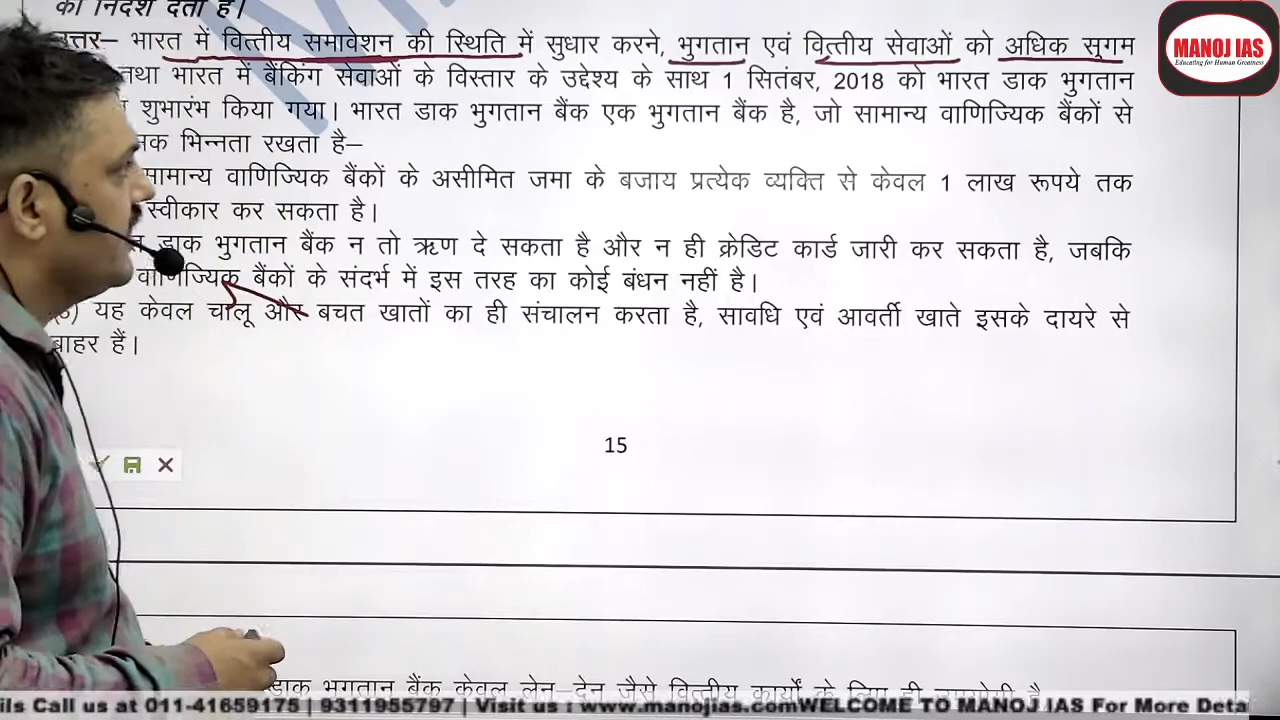 का निर्देश देता है।
उत्तर– भारत में वित्तीय समावेशन की स्थिति में सुधार करने, भुगतान एवं वित्तीय सेवाओं को अधिक सुगम
तथा भारत में बैंकिंग सेवाओं के विस्तार के उद्देश्य के साथ 1 सितंबर, 2018 को भारत डाक भुगतान
शुभारंभ किया गया। भारत डाक भुगतान बैंक एक भुगतान बैंक है, जो सामान्य वाणिज्यिक बैंकों से
भिन्नता रखता है–
सामान्य वाणिज्यिक बैंकों के असीमित जमा के बजाय प्रत्येक व्यक्ति से केवल 1 लाख रूपये तक
स्वीकार कर सकता है।
डाक भुगतान बैंक न तो ऋण दे सकता है और न ही क्रेडिट कार्ड जारी कर सकता है, जबकि
वाणिज्यिक बैंकों के संदर्भ में इस तरह का कोई बंधन नहीं है।
(3) यह केवल चालू और बचत खातों का ही संचालन करता है, सावधि एवं आवर्ती खाते इसके दायरे से
बाहर हैं।
15
डाक भुगतान बैंक केवल लेन–देन जैसे वित्तीय कार्यों के लिए ही उपयोगी है
MANOJ IAS
Educating for Human Greatness
ils Call us at 011-41659175 | 9311955797 | Visit us : www.manojias.comWELCOME TO MANOJ IAS For More Deta